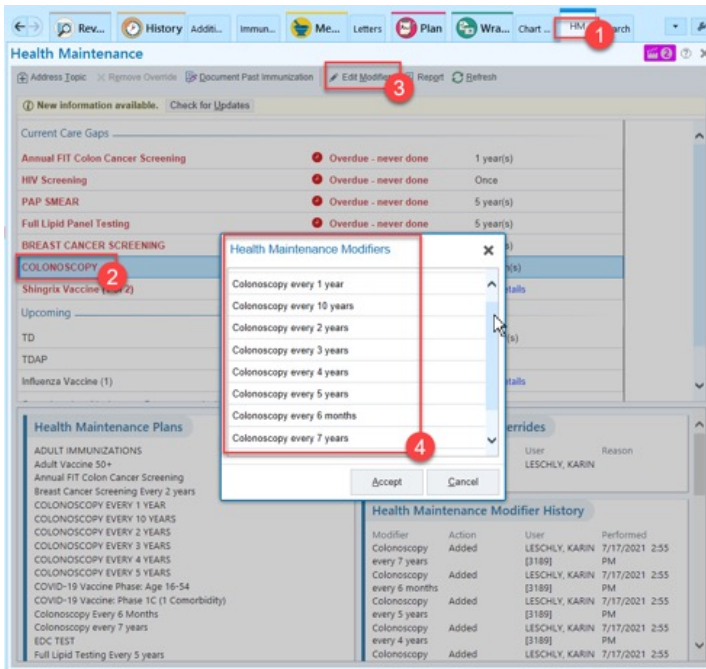 Rev... History Additi... Immun... Me... Letters Plan Wra... Chart ... HM 1 arch
Health Maintenance 2
Address Topic Remove Override Document Past Immunization Edit Modifie Report Refresh
3
New information available. Check for Updates
Current Care Gaps
Annual FIT Colon Cancer Screening Overdue - never done 1 year(s)
HIV Screening Overdue - never done Once
PAP SMEAR Overdue - never done 5 year(s)
Full Lipid Panel Testing Overdue - never done 5 year(s)
BREAST CANCER SCREENING
COLONOSCOPY (s)
2
Shingrix Vaccine 2) tails
Upcoming
TD (s)
TDAP
Influenza Vaccine (1) tails
Health Maintenance Modifiers
Colonoscopy every 1 year
Colonoscopy every 10 years
Colonoscopy every 2 years
Colonoscopy every 3 years
Colonoscopy every 4 years
Colonoscopy every 5 years
Colonoscopy every 6 months
Colonoscopy every 7 years
4
Accept Cancel
Health Maintenance Plans
ADULT IMMUNIZATIONS
Adult Vaccine 50+
Annual FIT Colon Cancer Screening
Breast Cancer Screening Every 2 years
COLONOSCOPY EVERY 1 YEAR
COLONOSCOPY EVERY 10 YEARS
COLONOSCOPY EVERY 2 YEARS
COLONOSCOPY EVERY 3 YEARS
COLONOSCOPY EVERY 4 YEARS
COLONOSCOPY EVERY 5 YEARS
COVID-19 Vaccine Phase: Age 16-54
COVID-19 Vaccine: Phase 1C (1 Comorbidity)
Colonoscopy Every 6 Months
Colonoscopy every 7 years
EDC TEST
Full Lipid Testing Every 5 years
errides
User Reason
LESCHLY, KARIN
Health Maintenance Modifier History
Modifier Action User Performed
Colonoscopy Added LESCHLY, KARIN 7/17/2021 2:55
every 7 years [3189] PM
Colonoscopy Added LESCHLY, KARIN 7/17/2021 2:55
every 6 months [3189] PM
Colonoscopy Added LESCHLY, KARIN 7/17/2021 2:55
every 5 years [3189] PM
Colonoscopy Added LESCHLY, KARIN 7/17/2021 2:55
every 4 years [3189] PM
Colonoscopy Added LESCHLY, KARIN 7/17/2021 2:55